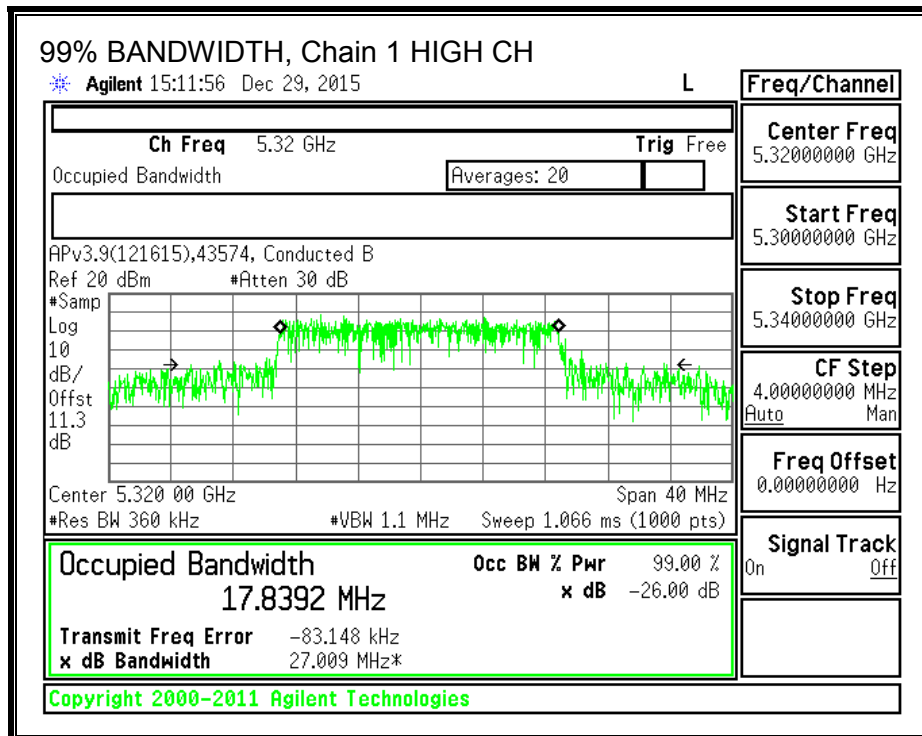 99% BANDWIDTH, Chain 1 HIGH CH
Agilent 15:11:56 Dec 29, 2015 L
Ch Freq 5.32 GHz Trig Free
Occupied Bandwidth Averages: 20
APv3.9(121615),43574, Conducted B
Ref 20 dBm #Atten 30 dB
#Samp
Log
10
dB/
Offst
11.3
dB
Center 5.320 00 GHz Span 40 MHz
#Res BW 360 kHz #VBW 1.1 MHz Sweep 1.066 ms (1000 pts)
Occupied Bandwidth Occ BW % Pwr 99.00 %
17.8392 MHz x dB -26.00 dB
Transmit Freq Error -83.148 kHz
x dB Bandwidth 27.009 MHz*
Copyright 2000-2011 Agilent Technologies
Freq/Channel
Center Freq
5.32000000 GHz
Start Freq
5.30000000 GHz
Stop Freq
5.34000000 GHz
CF Step
4.00000000 MHz
Auto Man
Freq Offset
0.00000000 Hz
Signal Track
On Off